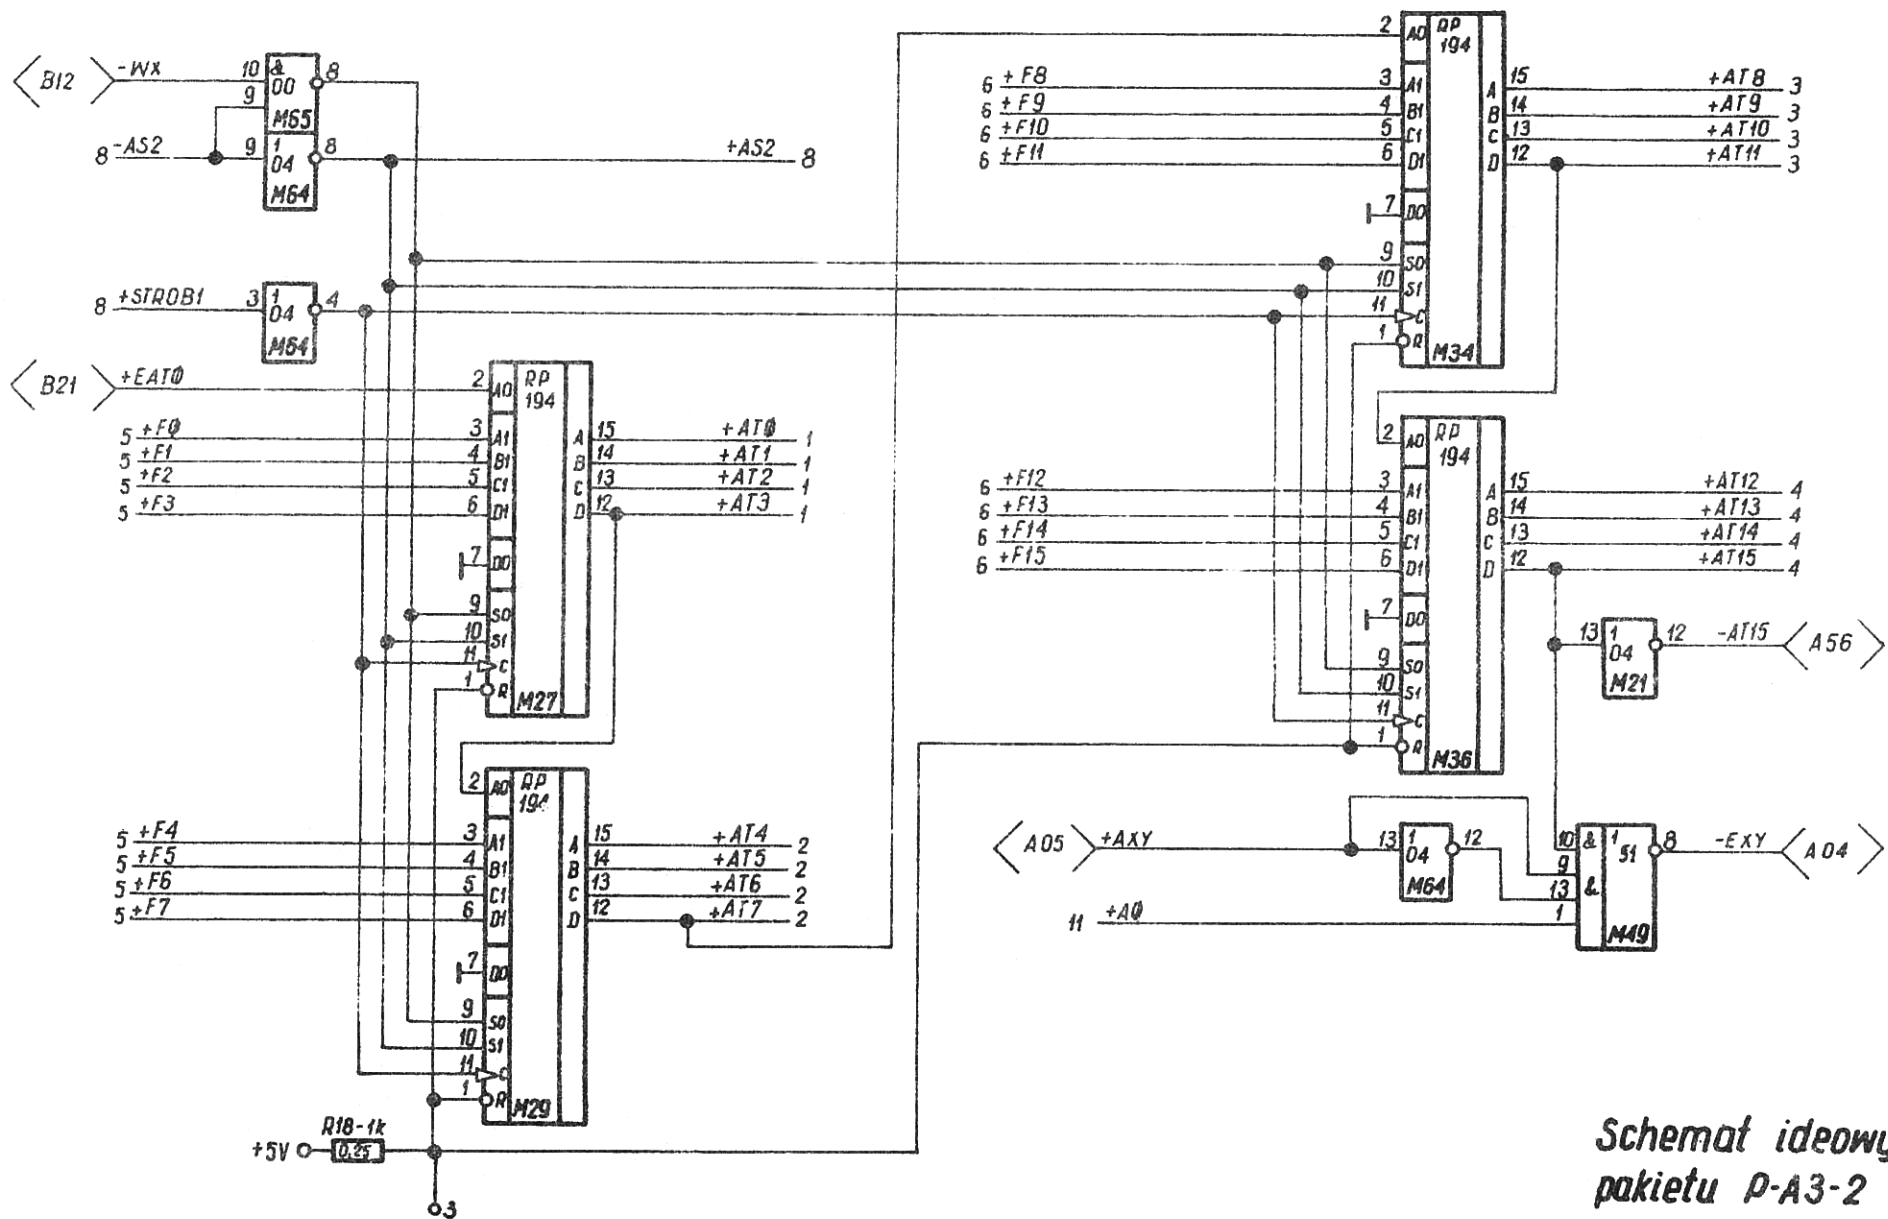 B12 -WX 10 & 00 8
9 M65
8 -AS2 9 1 04 8 +AS2 8
M64
8 +STROB1 3 1 04 4
M64
B21 +EATØ 2 A0 RP 194
5 +FØ 3 A1 A 15 +ATØ 1
5 +F1 4 B1 B 14 +AT1 1
5 +F2 5 C1 C 13 +AT2 1
5 +F3 6 D1 D 12 +AT3 1
7 D0
9 S0
10 S1
11 C
1 R M27
2 A0 RP 194
5 +F4 3 A1 A 15 +AT4 2
5 +F5 4 B1 B 14 +AT5 2
5 +F6 5 C1 C 13 +AT6 2
5 +F7 6 D1 D 12 +AT7 2
7 D0
9 S0
10 S1
11 C
1 R M29
R18-1k
+5V 0.25
3
2 A0 RP 194
6 +F8 3 A1 A 15 +AT8 3
6 +F9 4 B1 B 14 +AT9 3
6 +F10 5 C1 C 13 +AT10 3
6 +F11 6 D1 D 12 +AT11 3
7 D0
9 S0
10 S1
11 C
1 R M34
2 A0 RP 194
6 +F12 3 A1 A 15 +AT12 4
6 +F13 4 B1 B 14 +AT13 4
6 +F14 5 C1 C 13 +AT14 4
6 +F15 6 D1 D 12 +AT15 4
7 D0
9 S0
10 S1
11 C
1 R M36
13 1 04 12 -AT15 A56
M21
A05 +AXY 13 1 04 12
M64
10 & 1 S1 8 -EXY A04
9
13 &
11 +AØ 1 M49
Schemat ideowy
pakietu P-A3-2